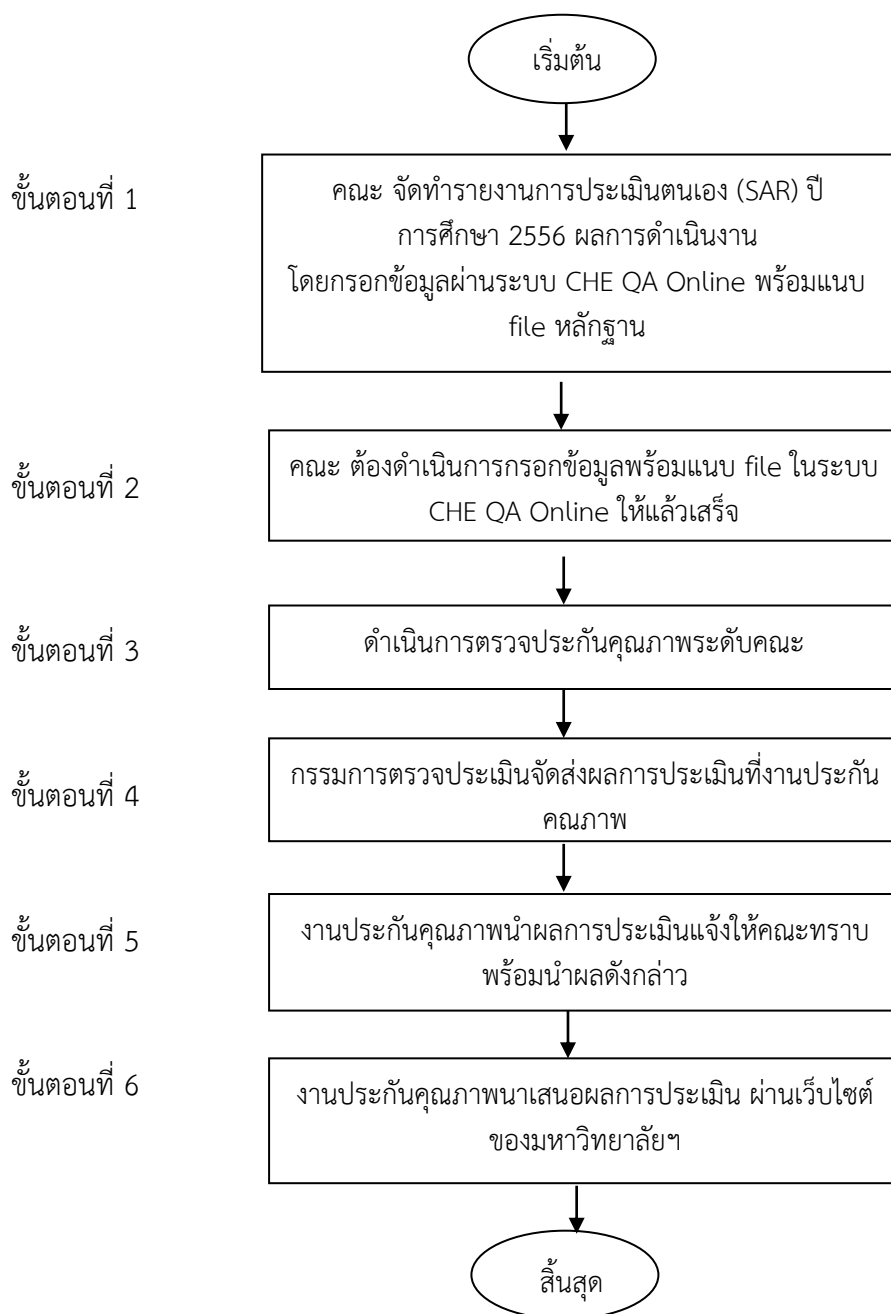 เริ่มต้น
ขั้นตอนที่ 1
คณะ จัดทำรายงานการประเมินตนเอง (SAR) ปี
การศึกษา 2556 ผลการดำเนินงาน
โดยกรอกข้อมูลผ่านระบบ CHE QA Online พร้อมแนบ
file หลักฐาน
ขั้นตอนที่ 2
คณะ ต้องดำเนินการกรอกข้อมูลพร้อมแนบ file ในระบบ
CHE QA Online ให้แล้วเสร็จ
ขั้นตอนที่ 3
ดำเนินการตรวจประกันคุณภาพระดับคณะ
ขั้นตอนที่ 4
กรรมการตรวจประเมินจัดส่งผลการประเมินที่งานประกัน
คุณภาพ
ขั้นตอนที่ 5
งานประกันคุณภาพนำผลการประเมินแจ้งให้คณะทราบ
พร้อมนำผลดังกล่าว
ขั้นตอนที่ 6
งานประกันคุณภาพนาเสนอผลการประเมิน ผ่านเว็บไซต์
ของมหาวิทยาลัยฯ
สิ้นสุด